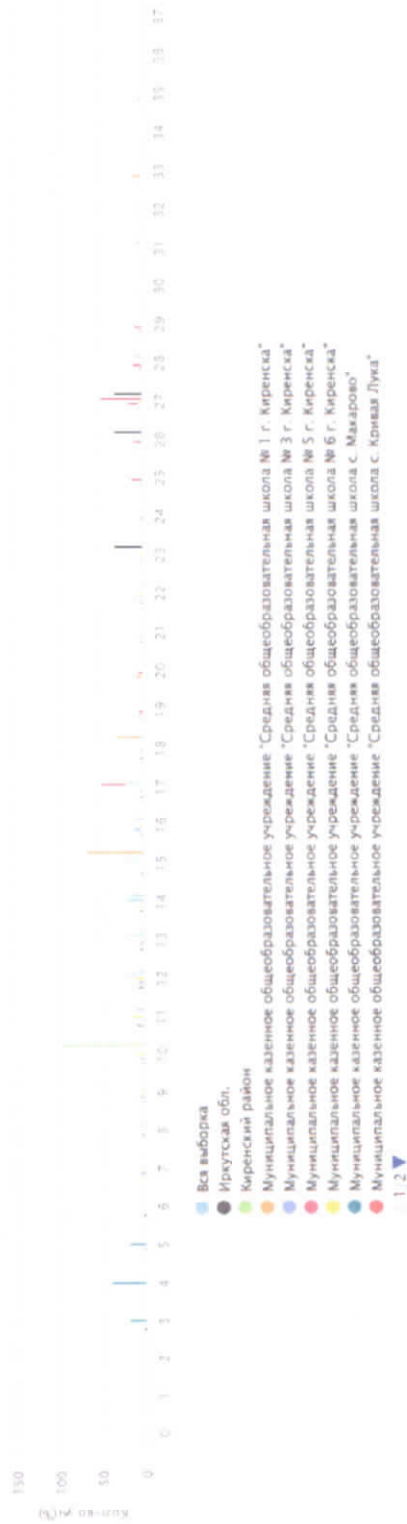 150
100
50
0
0 1 2 3 4 5 6 7 8 9 10 11 12 13 14 15 16 17 18 19 20 21 22 23 24 25 26 27 28 29 30 31 32 33 34 35 37
Вся выборка
Иркутская обл.
Киренский район
Муниципальное казенное общеобразовательное учреждение "Средняя общеобразовательная школа № 1 г. Киренска"
Муниципальное казенное общеобразовательное учреждение "Средняя общеобразовательная школа № 3 г. Киренска"
Муниципальное казенное общеобразовательное учреждение "Средняя общеобразовательная школа № 5 г. Киренска"
Муниципальное казенное общеобразовательное учреждение "Средняя общеобразовательная школа № 6 г. Киренска"
Муниципальное казенное общеобразовательное учреждение "Средняя общеобразовательная школа с. Макарово"
Муниципальное казенное общеобразовательное учреждение "Средняя общеобразовательная школа с. Кривая Лука"
1/2